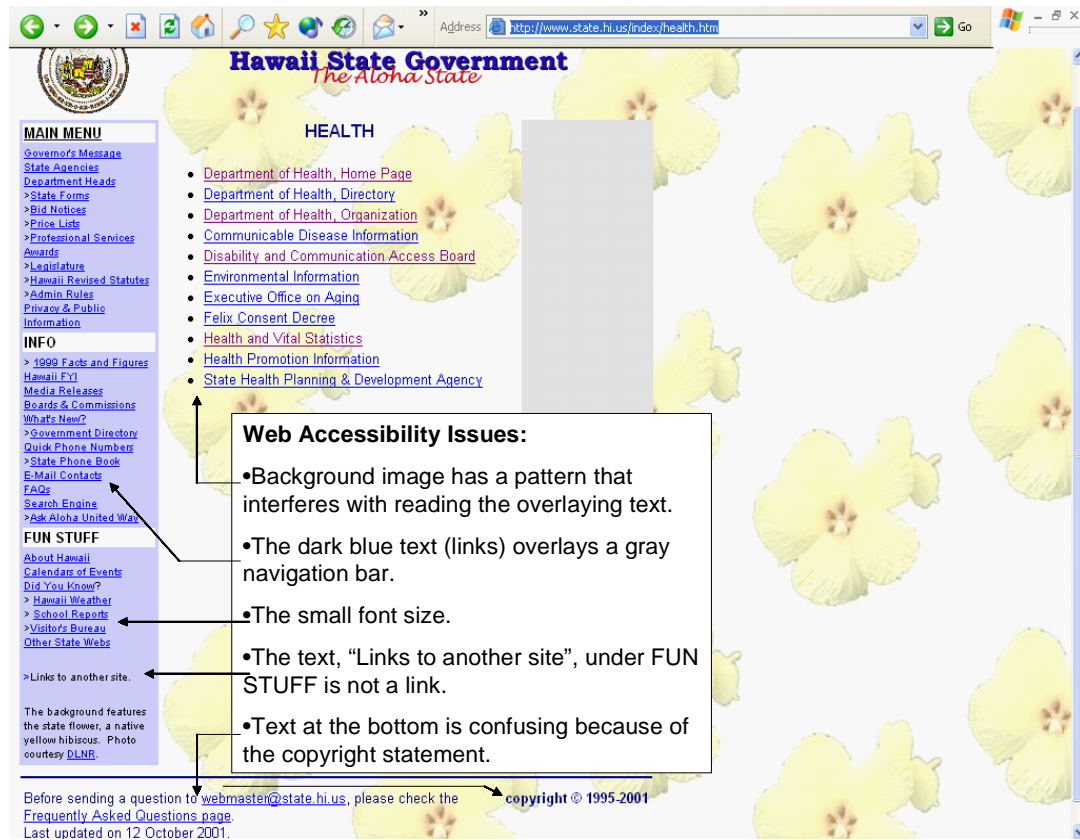 »
Address http://www.state.hi.us/index/health.htm Go
Hawaii State Government
The Aloha State
MAIN MENU
Governor's Message
State Agencies
Department Heads
>State Forms
>Bid Notices
>Price Lists
>Professional Services
Awards
>Legislature
>Hawaii Revised Statutes
>Admin Rules
Privacy & Public
Information
INFO
> 1999 Facts and Figures
Hawaii FYI
Media Releases
Boards & Commissions
What's New?
>Government Directory
Quick Phone Numbers
>State Phone Book
E-Mail Contacts
FAQs
Search Engine
>Ask Aloha United Way
FUN STUFF
About Hawaii
Calendars of Events
Did You Know?
> Hawaii Weather
> School Reports
>Visitor's Bureau
Other State Webs
>Links to another site.
The background features
the state flower, a native
yellow hibiscus. Photo
courtesy DLNR.
HEALTH
• Department of Health, Home Page
• Department of Health, Directory
• Department of Health, Organization
• Communicable Disease Information
• Disability and Communication Access Board
• Environmental Information
• Executive Office on Aging
• Felix Consent Decree
• Health and Vital Statistics
• Health Promotion Information
• State Health Planning & Development Agency
Web Accessibility Issues:
•Background image has a pattern that
interferes with reading the overlaying text.
•The dark blue text (links) overlays a gray
navigation bar.
•The small font size.
•The text, “Links to another site”, under FUN
STUFF is not a link.
•Text at the bottom is confusing because of
the copyright statement.
Before sending a question to webmaster@state.hi.us, please check the copyright © 1995-2001
Frequently Asked Questions page.
Last updated on 12 October 2001.